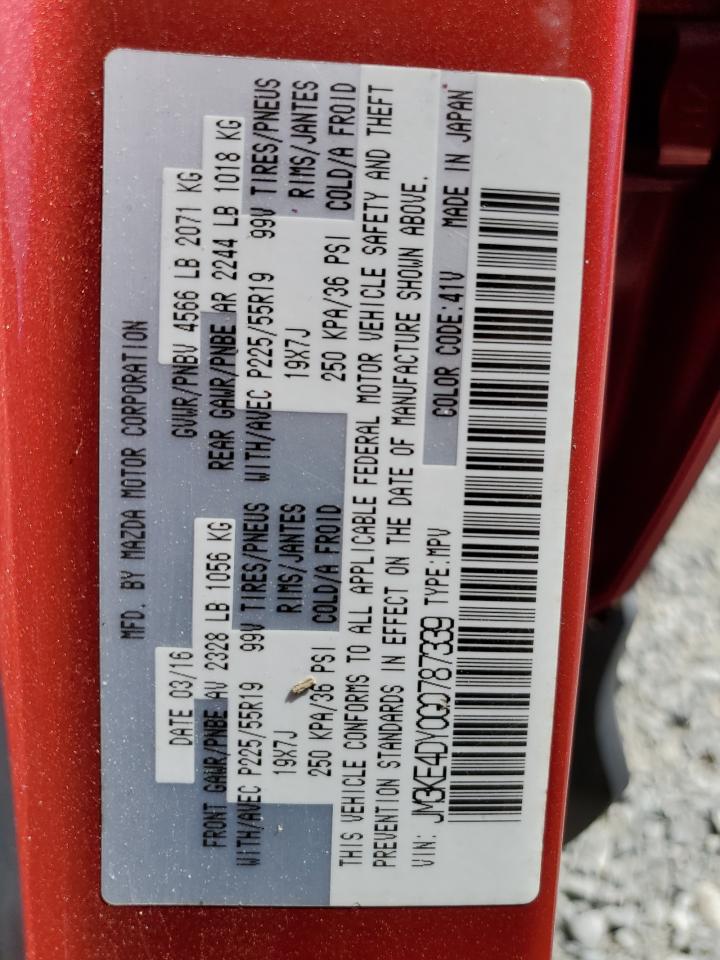 MFD. BY MAZDA MOTOR CORPORATION
DATE 03/16 GVWR/PNBV 4566 LB 2071 KG
FRONT GAWR/PNBE AV 2328 LB 1056 KG REAR GAWR/PNBE AR 2244 LB 1018 KG
WITH/AVEC P225/55R19 99V TIRES/PNEUS WITH/AVEC P225/55R19 99V TIRES/PNEUS
19X7J RIMS/JANTES 19X7J RIMS/JANTES
250 KPA/36 PSI COLD/A FROID 250 KPA/36 PSI COLD/A FROID
THIS VEHICLE CONFORMS TO ALL APPLICABLE FEDERAL MOTOR VEHICLE SAFETY AND THEFT
PREVENTION STANDARDS IN EFFECT ON THE DATE OF MANUFACTURE SHOWN ABOVE.
VIN: JM3KE4DY0G0787339 TYPE:MPV COLOR CODE:41V MADE IN JAPAN